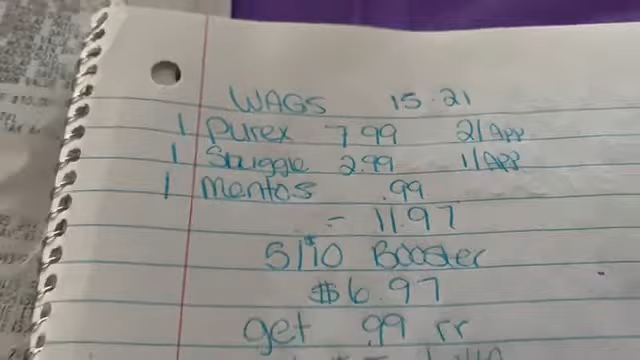 WAGS 15.21
1 Purex 7.99 2/APP
1 Snuggle 2.99 1/APP
1 mentos .99
- 11.97
5/$10 Booster
$6.97
get .99 rr